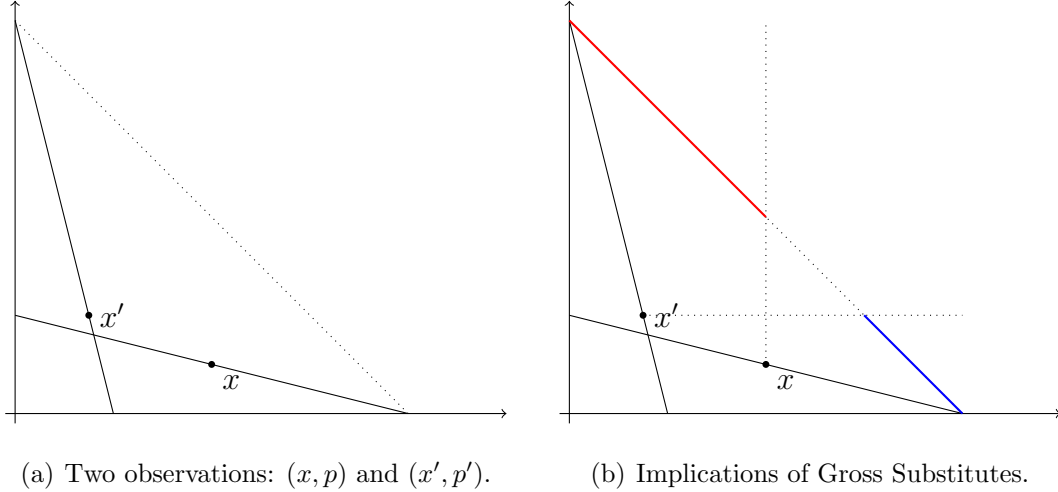 x′
x
x′
x
(a) Two observations: (x, p) and (x′, p′).
(b) Implications of Gross Substitutes.